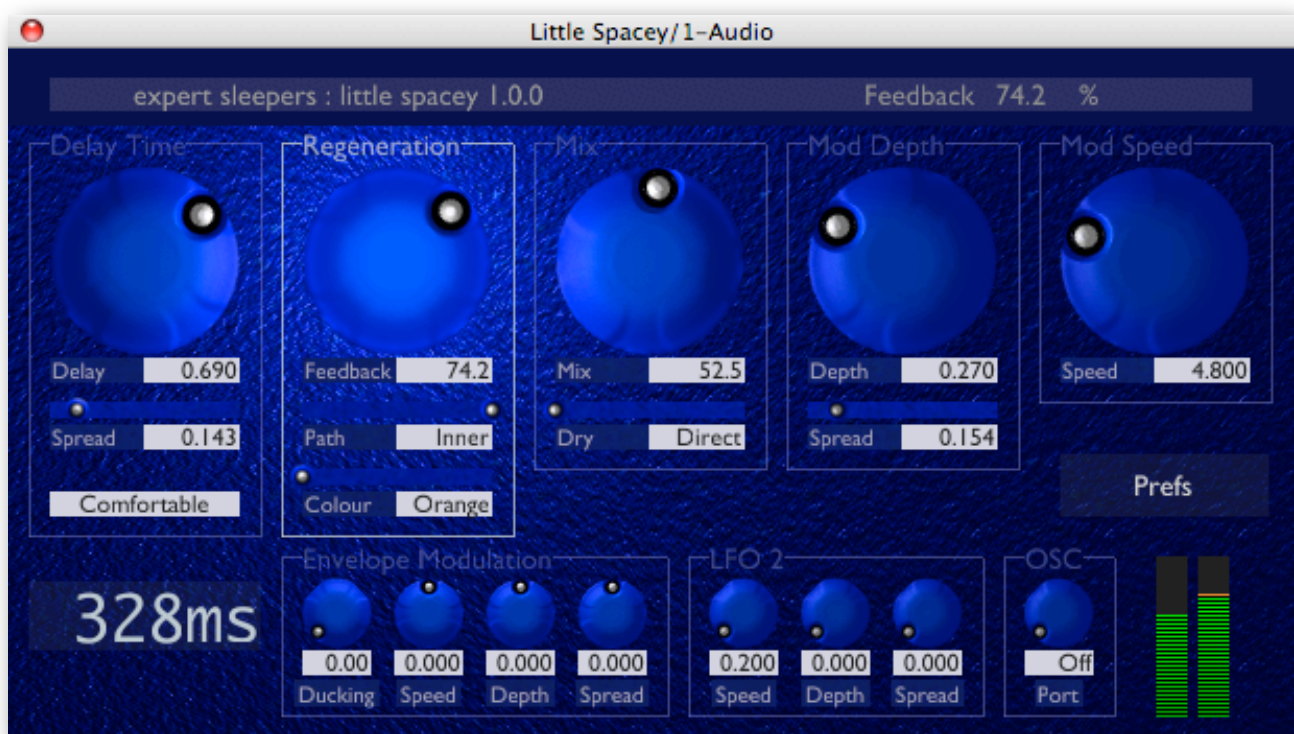 Little Spacey/1-Audio
expert sleepers : little spacey 1.0.0 Feedback 74.2 %
Delay Time Regeneration Mix Mod Depth Mod Speed
Delay 0.690 Feedback 74.2 Mix 52.5 Depth 0.270 Speed 4.800
Spread 0.143 Path Inner Dry Direct Spread 0.154
Prefs
Comfortable Colour Orange
Envelope Modulation LFO 2 OSC
328ms
0.00 0.000 0.000 0.000 0.200 0.000 0.000 Off
Ducking Speed Depth Spread Speed Depth Spread Port